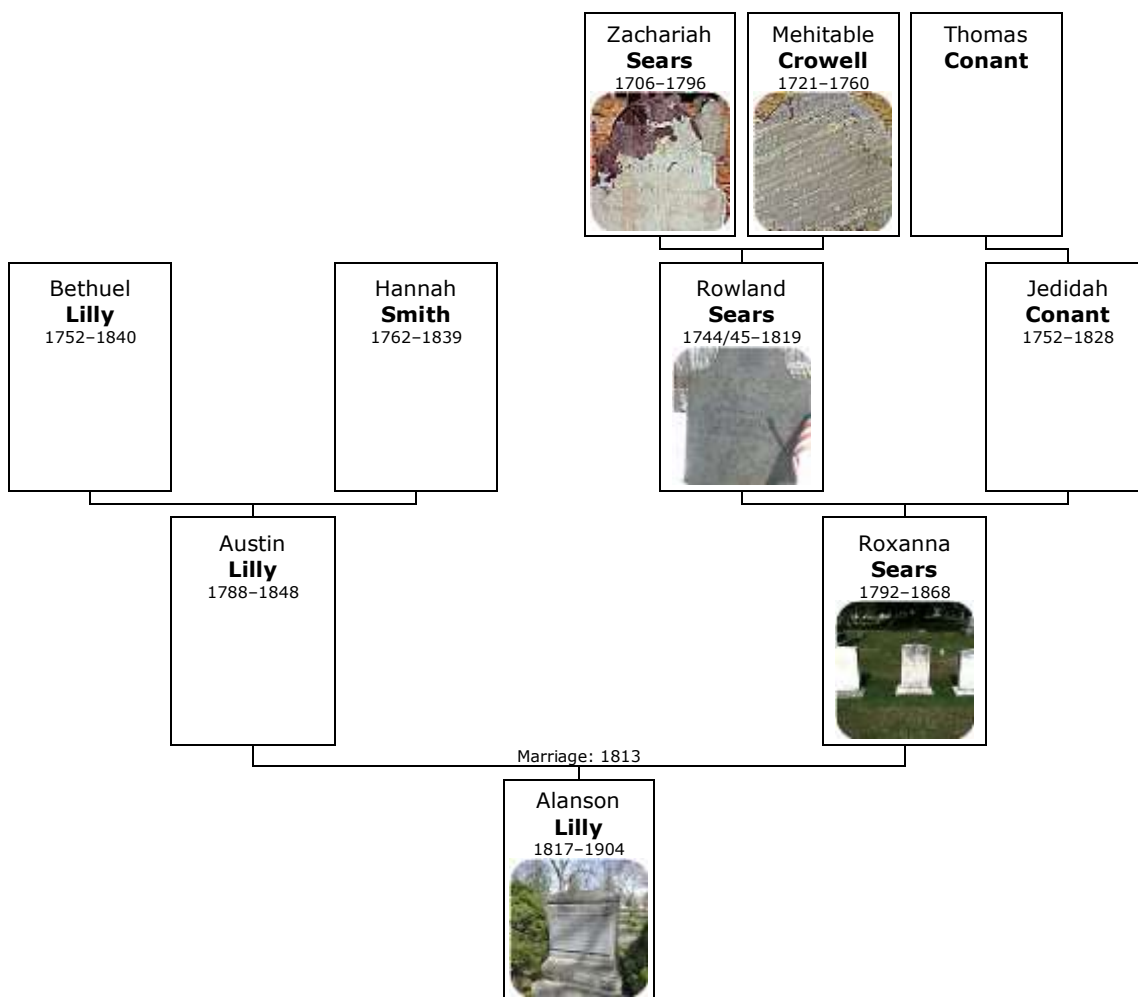 Zachariah
Sears
1706–1796
Mehitable
Crowell
1721–1760
Thomas
Conant
Bethuel
Lilly
1752–1840
Hannah
Smith
1762–1839
Rowland
Sears
1744/45–1819
Jedidah
Conant
1752–1828
Austin
Lilly
1788–1848
Roxanna
Sears
1792–1868
Marriage: 1813
Alanson
Lilly
1817–1904